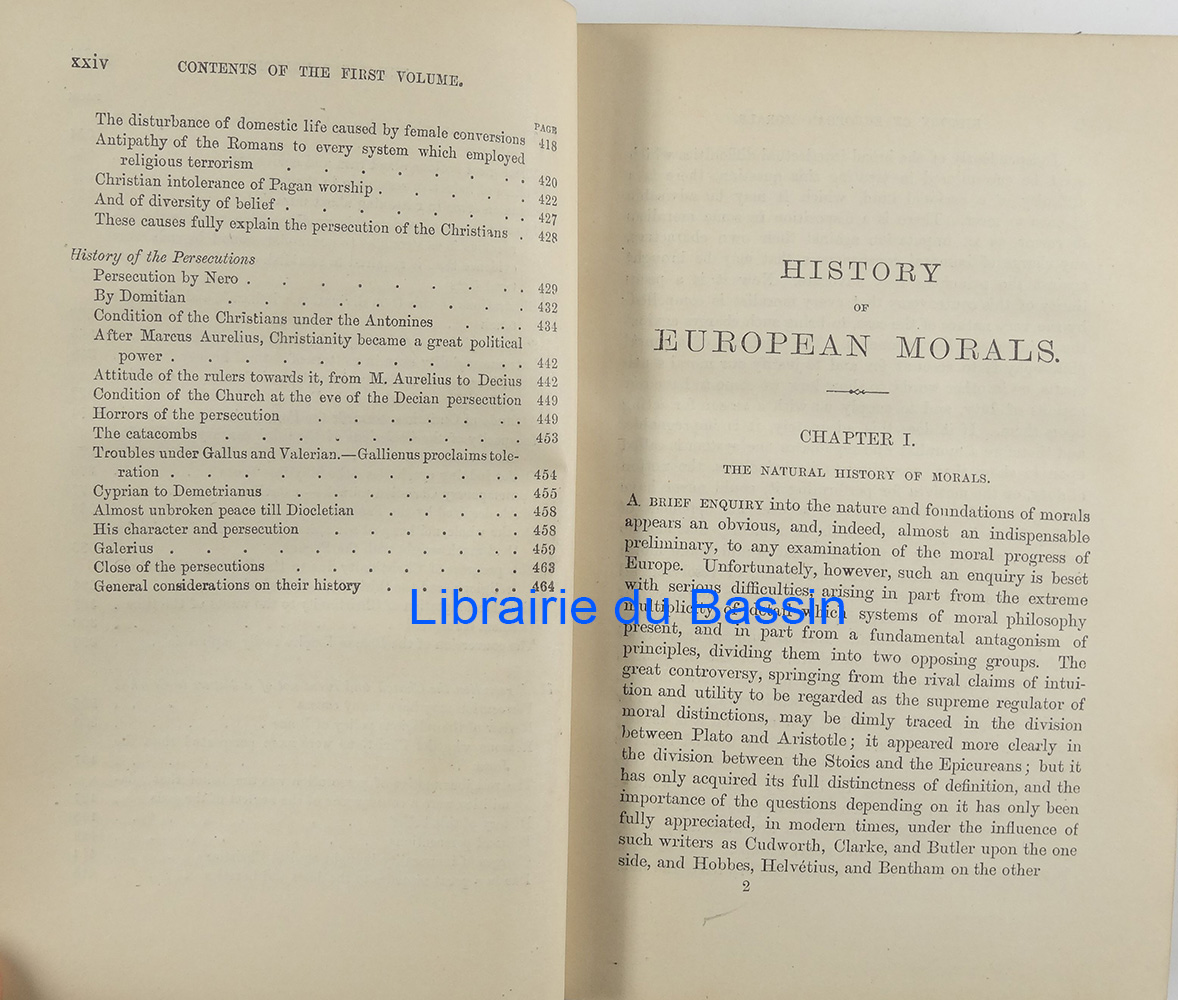 xxiv CONTENTS OF THE FIRST VOLUME.
PAGE
The disturbance of domestic life caused by female conversions 418
Antipathy of the Romans to every system which employed
religious terrorism . . . . . . . 420
Christian intolerance of Pagan worship . . . . . 422
And of diversity of belief . . . . . . . 427
These causes fully explain the persecution of the Christians . 428
History of the Persecutions
Persecution by Nero . . . . . . . . 429
By Domitian . . . . . . . . 432
Condition of the Christians under the Antonines . . . 434
After Marcus Aurelius, Christianity became a great political
power . . . . . . . . . . 442
Attitude of the rulers towards it, from M. Aurelius to Decius 442
Condition of the Church at the eve of the Decian persecution 449
Horrors of the persecution . . . . . . 449
The catacombs . . . . . . . . 453
Troubles under Gallus and Valerian.—Gallienus proclaims tole-
ration . . . . . . . . . . 454
Cyprian to Demetrianus . . . . . . 455
Almost unbroken peace till Diocletian . . . . 458
His character and persecution . . . . . 458
Galerius . . . . . . . . . . 459
Close of the persecutions . . . . . . 463
General considerations on their history . . . . 464
HISTORY
OF
EUROPEAN MORALS.
CHAPTER I.
THE NATURAL HISTORY OF MORALS.
A BRIEF ENQUIRY into the nature and foundations of morals
appears an obvious, and, indeed, almost an indispensable
preliminary, to any examination of the moral progress of
Europe. Unfortunately, however, such an enquiry is beset
with serious difficulties, arising in part from the extreme
multiplicity of detail which systems of moral philosophy
present, and in part from a fundamental antagonism of
principles, dividing them into two opposing groups. The
great controversy, springing from the rival claims of intui-
tion and utility to be regarded as the supreme regulator of
moral distinctions, may be dimly traced in the division
between Plato and Aristotle; it appeared more clearly in
the division between the Stoics and the Epicureans; but it
has only acquired its full distinctness of definition, and the
importance of the questions depending on it has only been
fully appreciated, in modern times, under the influence of
such writers as Cudworth, Clarke, and Butler upon the one
side, and Hobbes, Helvétius, and Bentham on the other
2
Librairie du Bassin